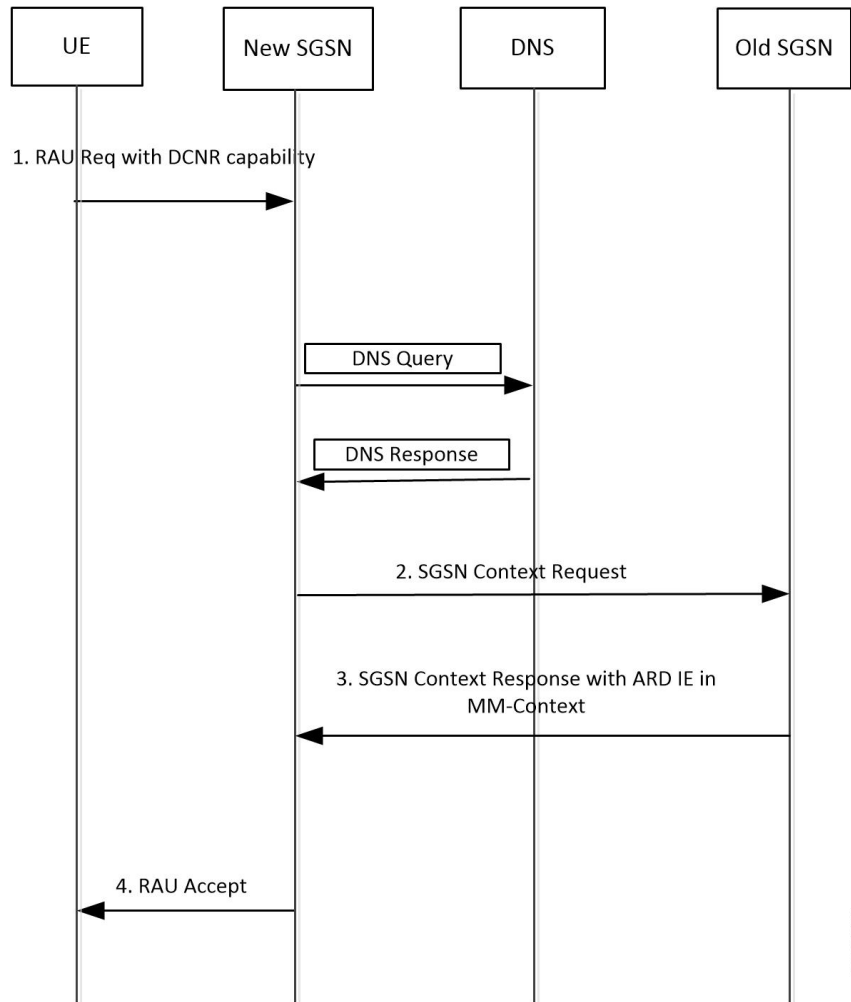 UE
New SGSN
DNS
Old SGSN
1. RAU Req with DCNR capability
DNS Query
DNS Response
2. SGSN Context Request
3. SGSN Context Response with ARD IE in
MM-Context
4. RAU Accept